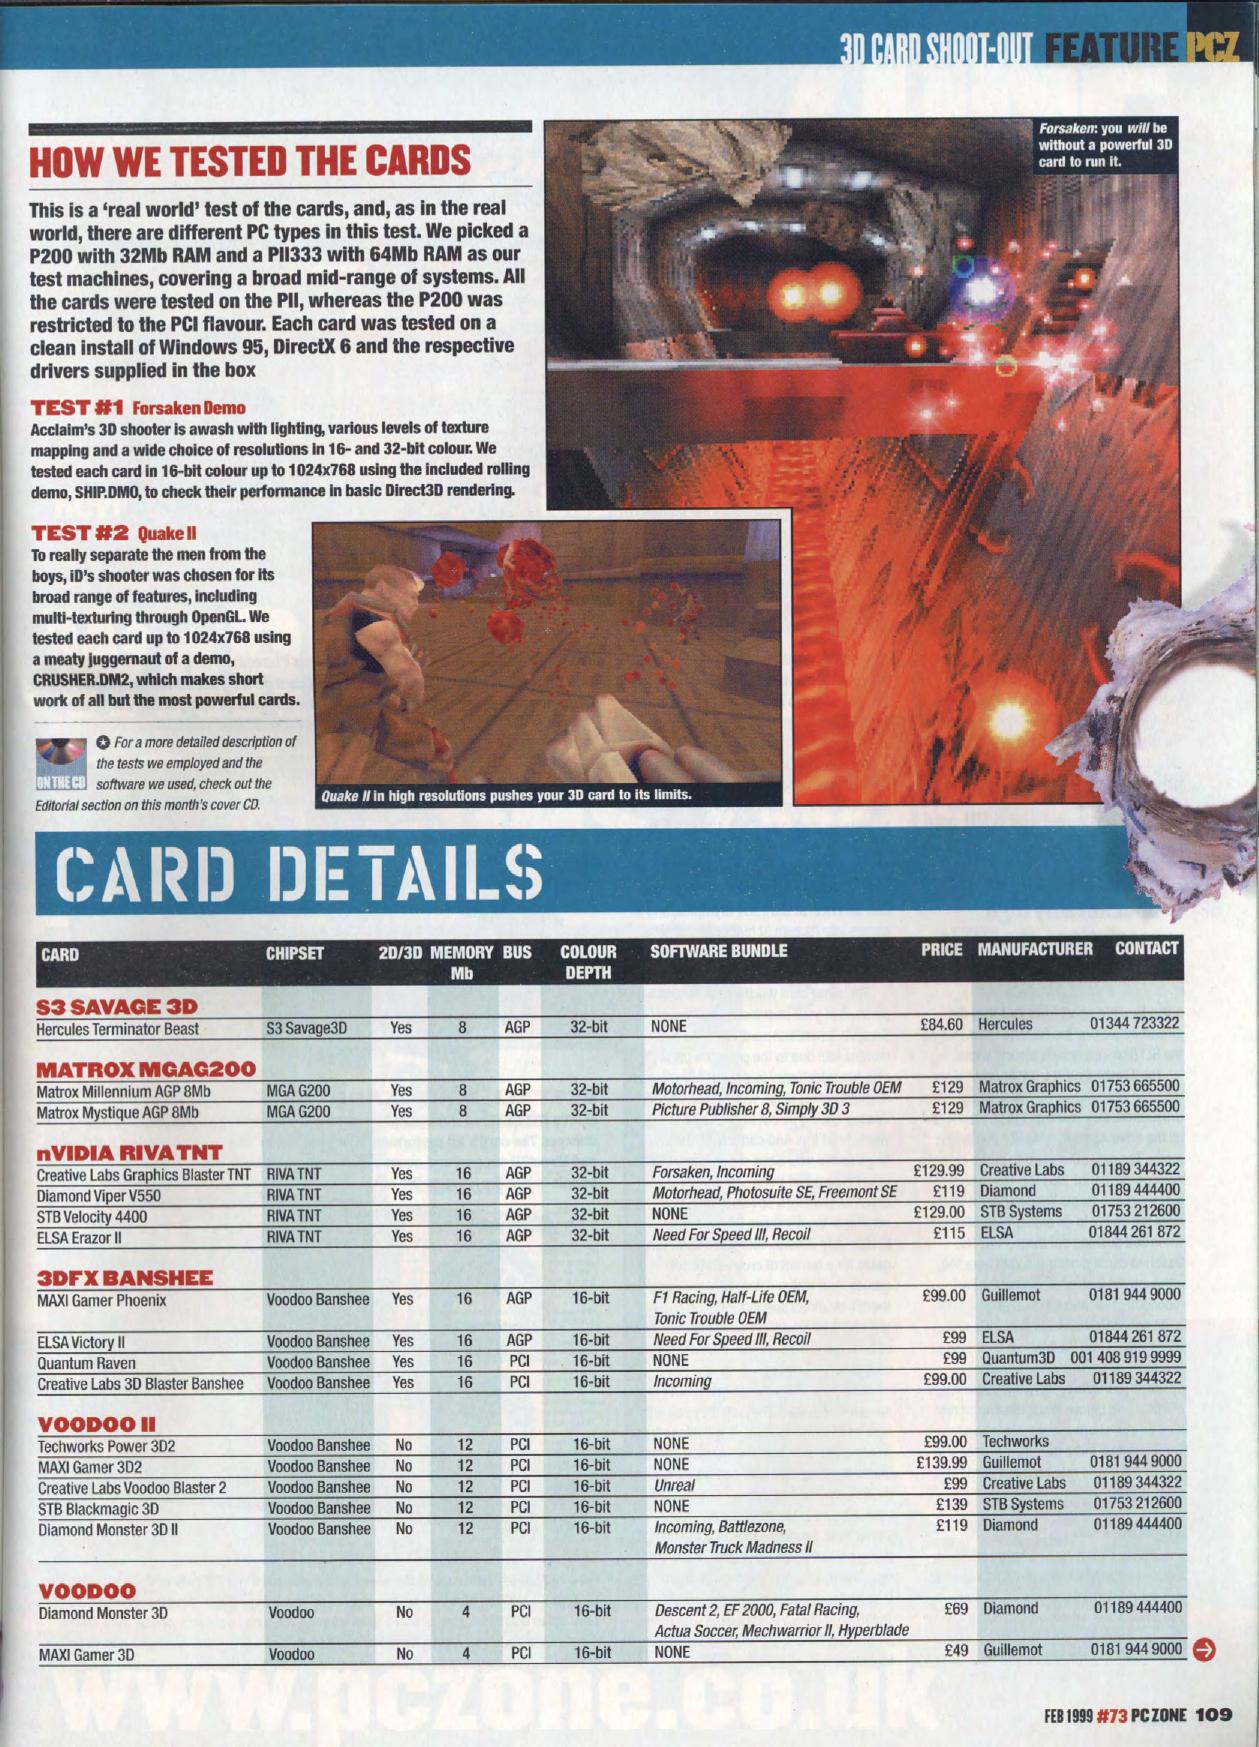 3D CARD SHOOT-OUT FEATURE PCZ
HOW WE TESTED THE CARDS
This is a ‘real world’ test of the cards, and, as in the real
world, there are different PC types in this test. We picked a
P200 with 32Mb RAM and a PII333 with 64Mb RAM as our
test machines, covering a broad mid-range of systems. All
the cards were tested on the PII, whereas the P200 was
restricted to the PCI flavour. Each card was tested on a
clean install of Windows 95, DirectX 6 and the respective
drivers supplied in the box
TEST #1 Forsaken Demo
Acclaim's 3D shooter is awash with lighting, various levels of texture
mapping and a wide choice of resolutions in 16- and 32-bit colour. We
tested each card in 16-bit colour up to 1024x768 using the included rolling
demo, SHIP.DMO, to check their performance in basic Direct3D rendering.
TEST #2 Quake II
To really separate the men from the
boys, iD's shooter was chosen for its
broad range of features, including
multi-texturing through OpenGL. We
tested each card up to 1024x768 using
a meaty juggernaut of a demo,
CRUSHER.DM2, which makes short
work of all but the most powerful cards.
ON THE CD
For a more detailed description of
the tests we employed and the
software we used, check out the
Editorial section on this month's cover CD.
Forsaken: you will be
without a powerful 3D
card to run it.
Quake II in high resolutions pushes your 3D card to its limits.
CARD DETAILS
CARD CHIPSET 2D/3D MEMORY Mb BUS COLOUR DEPTH SOFTWARE BUNDLE PRICE MANUFACTURER CONTACT
S3 SAVAGE 3D
Hercules Terminator Beast S3 Savage3D Yes 8 AGP 32-bit NONE £84.60 Hercules 01344 723322
MATROX MGAG200
Matrox Millennium AGP 8Mb MGA G200 Yes 8 AGP 32-bit Motorhead, Incoming, Tonic Trouble OEM £129 Matrox Graphics 01753 665500
Matrox Mystique AGP 8Mb MGA G200 Yes 8 AGP 32-bit Picture Publisher 8, Simply 3D 3 £129 Matrox Graphics 01753 665500
nVIDIA RIVA TNT
Creative Labs Graphics Blaster TNT RIVA TNT Yes 16 AGP 32-bit Forsaken, Incoming £129.99 Creative Labs 01189 344322
Diamond Viper V550 RIVA TNT Yes 16 AGP 32-bit Motorhead, Photosuite SE, Freemont SE £119 Diamond 01189 444400
STB Velocity 4400 RIVA TNT Yes 16 AGP 32-bit NONE £129.00 STB Systems 01753 212600
ELSA Erazor II RIVA TNT Yes 16 AGP 32-bit Need For Speed III, Recoil £115 ELSA 01844 261 872
3DFX BANSHEE
MAXI Gamer Phoenix Voodoo Banshee Yes 16 AGP 16-bit F1 Racing, Half-Life OEM, £99.00 Guillemot 0181 944 9000
Tonic Trouble OEM
ELSA Victory II Voodoo Banshee Yes 16 AGP 16-bit Need For Speed III, Recoil £99 ELSA 01844 261 872
Quantum Raven Voodoo Banshee Yes 16 PCI 16-bit NONE £99 Quantum3D 001 408 919 9999
Creative Labs 3D Blaster Banshee Voodoo Banshee Yes 16 PCI 16-bit Incoming £99.00 Creative Labs 01189 344322
VOODOO II
Techworks Power 3D2 Voodoo Banshee No 12 PCI 16-bit NONE £99.00 Techworks
MAXI Gamer 3D2 Voodoo Banshee No 12 PCI 16-bit NONE £139.99 Guillemot 0181 944 9000
Creative Labs Voodoo Blaster 2 Voodoo Banshee No 12 PCI 16-bit Unreal £99 Creative Labs 01189 344322
STB Blackmagic 3D Voodoo Banshee No 12 PCI 16-bit NONE £139 STB Systems 01753 212600
Diamond Monster 3D II Voodoo Banshee No 12 PCI 16-bit Incoming, Battlezone, £119 Diamond 01189 444400
Monster Truck Madness II
VOODOO
Diamond Monster 3D Voodoo No 4 PCI 16-bit Descent 2, EF 2000, Fatal Racing, £69 Diamond 01189 444400
Actua Soccer, Mechwarrior II, Hyperblade
MAXI Gamer 3D Voodoo No 4 PCI 16-bit NONE £49 Guillemot 0181 944 9000
www.pczone.co.uk
FEB 1999 #73 PC ZONE 109